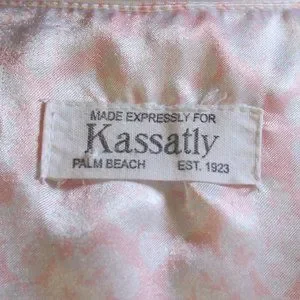 MADE EXPRESSLY FOR
Kassatly
PALM BEACH EST. 1923